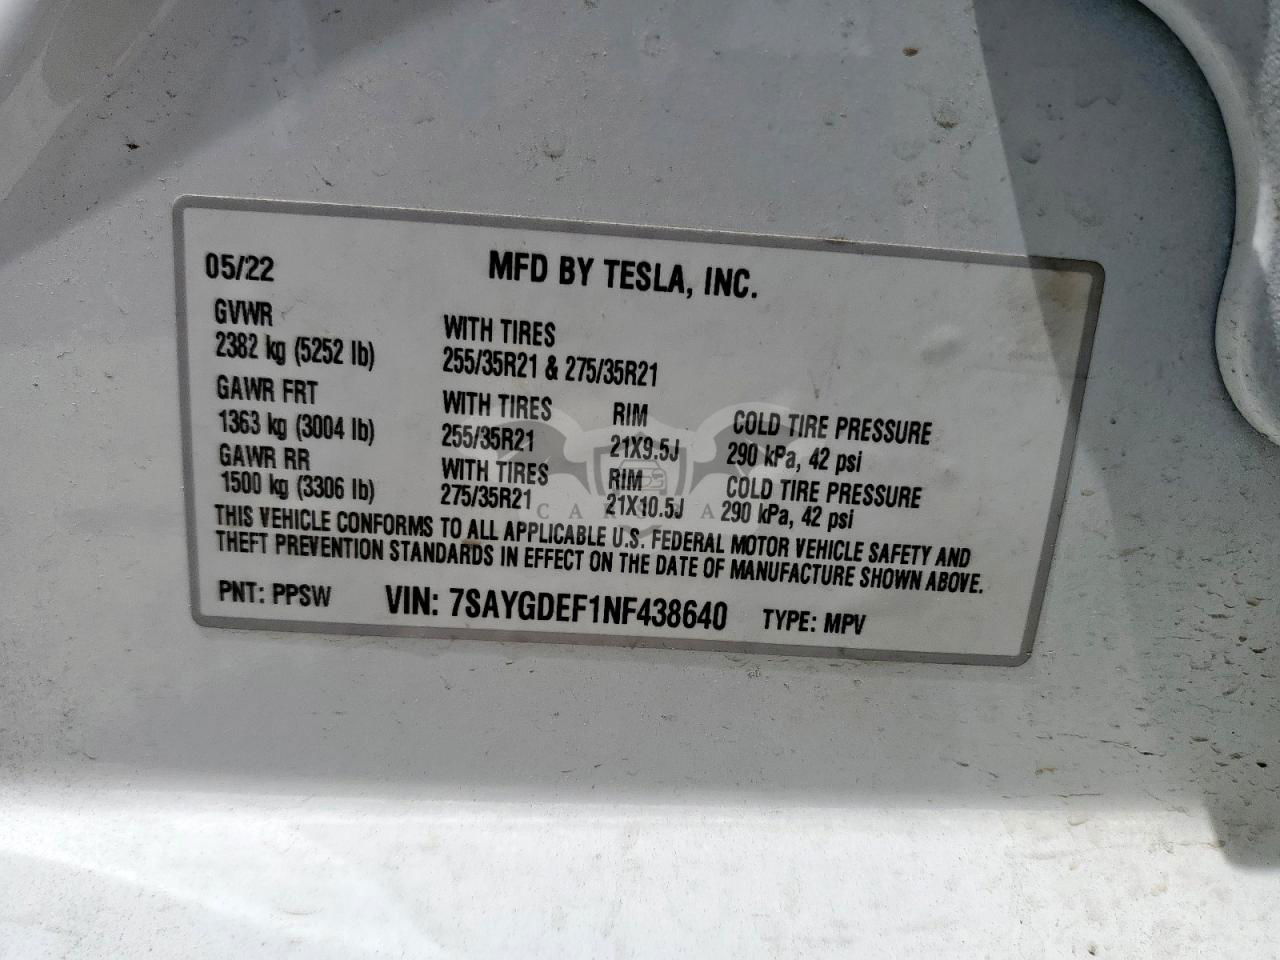 05/22 MFD BY TESLA, INC.
GVWR WITH TIRES
2382 kg (5252 lb) 255/35R21 & 275/35R21
GAWR FRT WITH TIRES RIM COLD TIRE PRESSURE
1363 kg (3004 lb) 255/35R21 21X9.5J 290 kPa, 42 psi
GAWR RR WITH TIRES RIM COLD TIRE PRESSURE
1500 kg (3306 lb) 275/35R21 21X10.5J 290 kPa, 42 psi
THIS VEHICLE CONFORMS TO ALL APPLICABLE U.S. FEDERAL MOTOR VEHICLE SAFETY AND
THEFT PREVENTION STANDARDS IN EFFECT ON THE DATE OF MANUFACTURE SHOWN ABOVE.
PNT: PPSW VIN: 7SAYGDEF1NF438640 TYPE: MPV